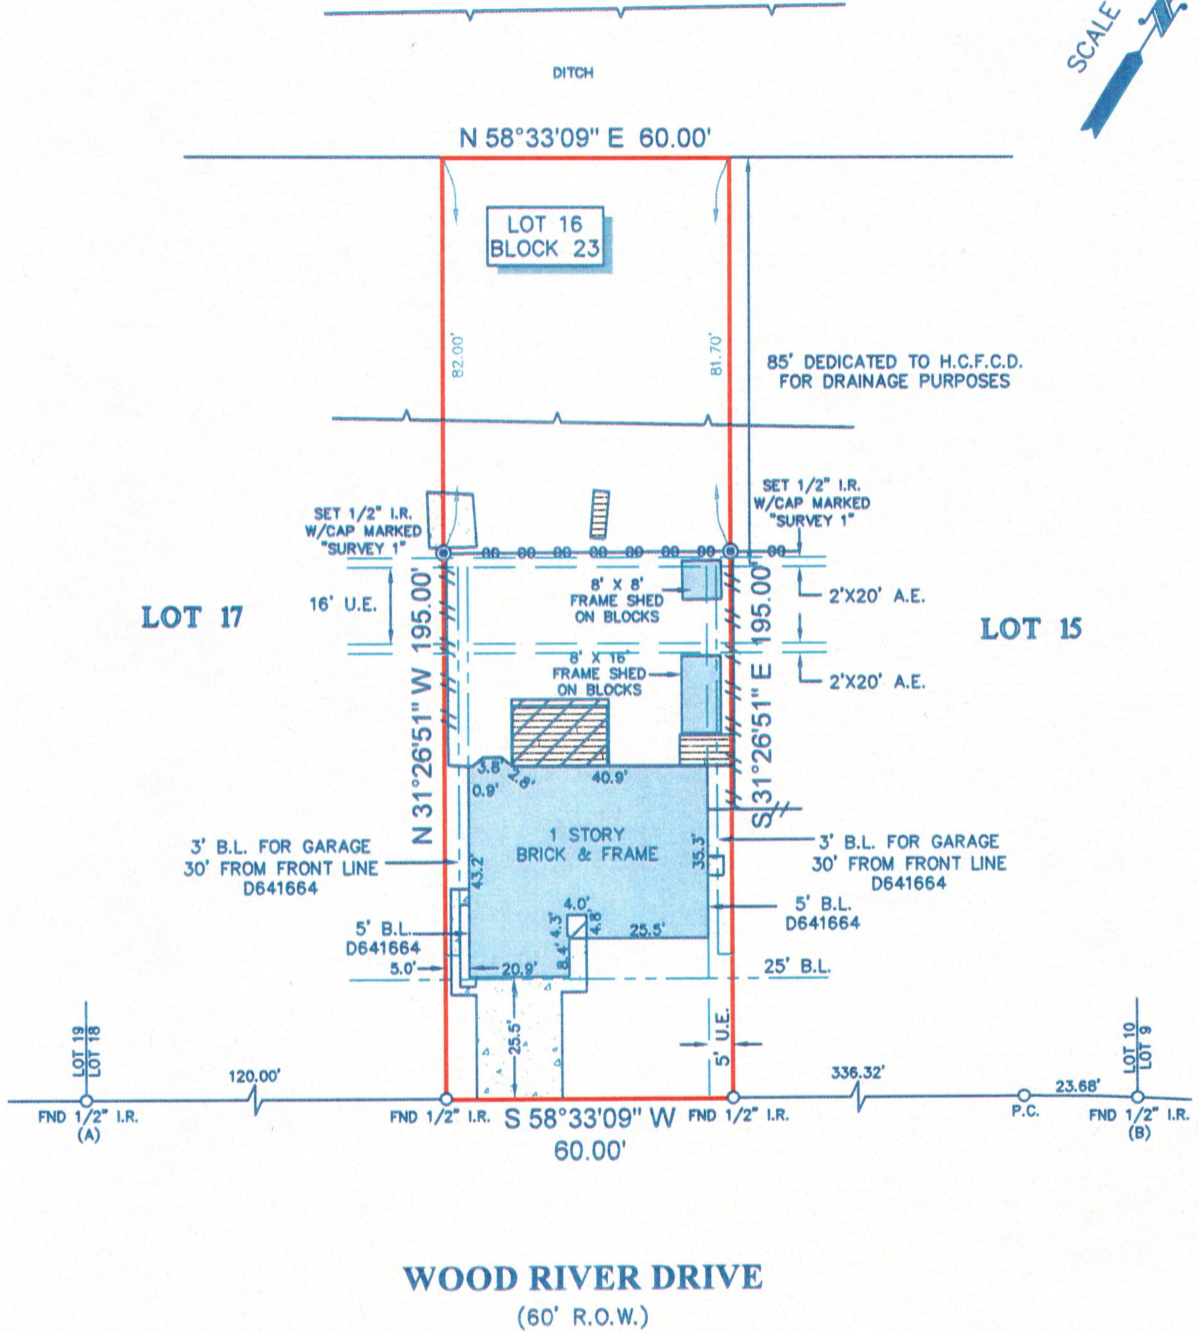 SCALE
DITCH
N 58°33'09" E 60.00'
LOT 16
BLOCK 23
82.00'
81.70'
85' DEDICATED TO H.C.F.C.D.
FOR DRAINAGE PURPOSES
SET 1/2" I.R.
W/CAP MARKED
"SURVEY 1"
SET 1/2" I.R.
W/CAP MARKED
"SURVEY 1"
16' U.E.
8' X 8'
FRAME SHED
ON BLOCKS
2'X20' A.E.
LOT 17
LOT 15
N 31°26'51" W 195.00'
S 31°26'51" E 195.00'
8' X 16'
FRAME SHED
ON BLOCKS
2'X20' A.E.
3.8'
2.8'
0.9'
40.9'
1 STORY
BRICK & FRAME
43.2'
35.3'
3' B.L. FOR GARAGE
30' FROM FRONT LINE
D641664
3' B.L. FOR GARAGE
30' FROM FRONT LINE
D641664
4.0'
4.3'
4.8'
25.5'
8.4'
5' B.L.
D641664
5' B.L.
D641664
5.0'
20.9'
25' B.L.
25.5'
5' U.E.
LOT 19
LOT 18
LOT 10
LOT 9
120.00'
336.32'
23.68'
FND 1/2" I.R.
(A)
FND 1/2" I.R.
S 58°33'09" W
60.00'
FND 1/2" I.R.
P.C.
FND 1/2" I.R.
(B)
WOOD RIVER DRIVE
(60' R.O.W.)